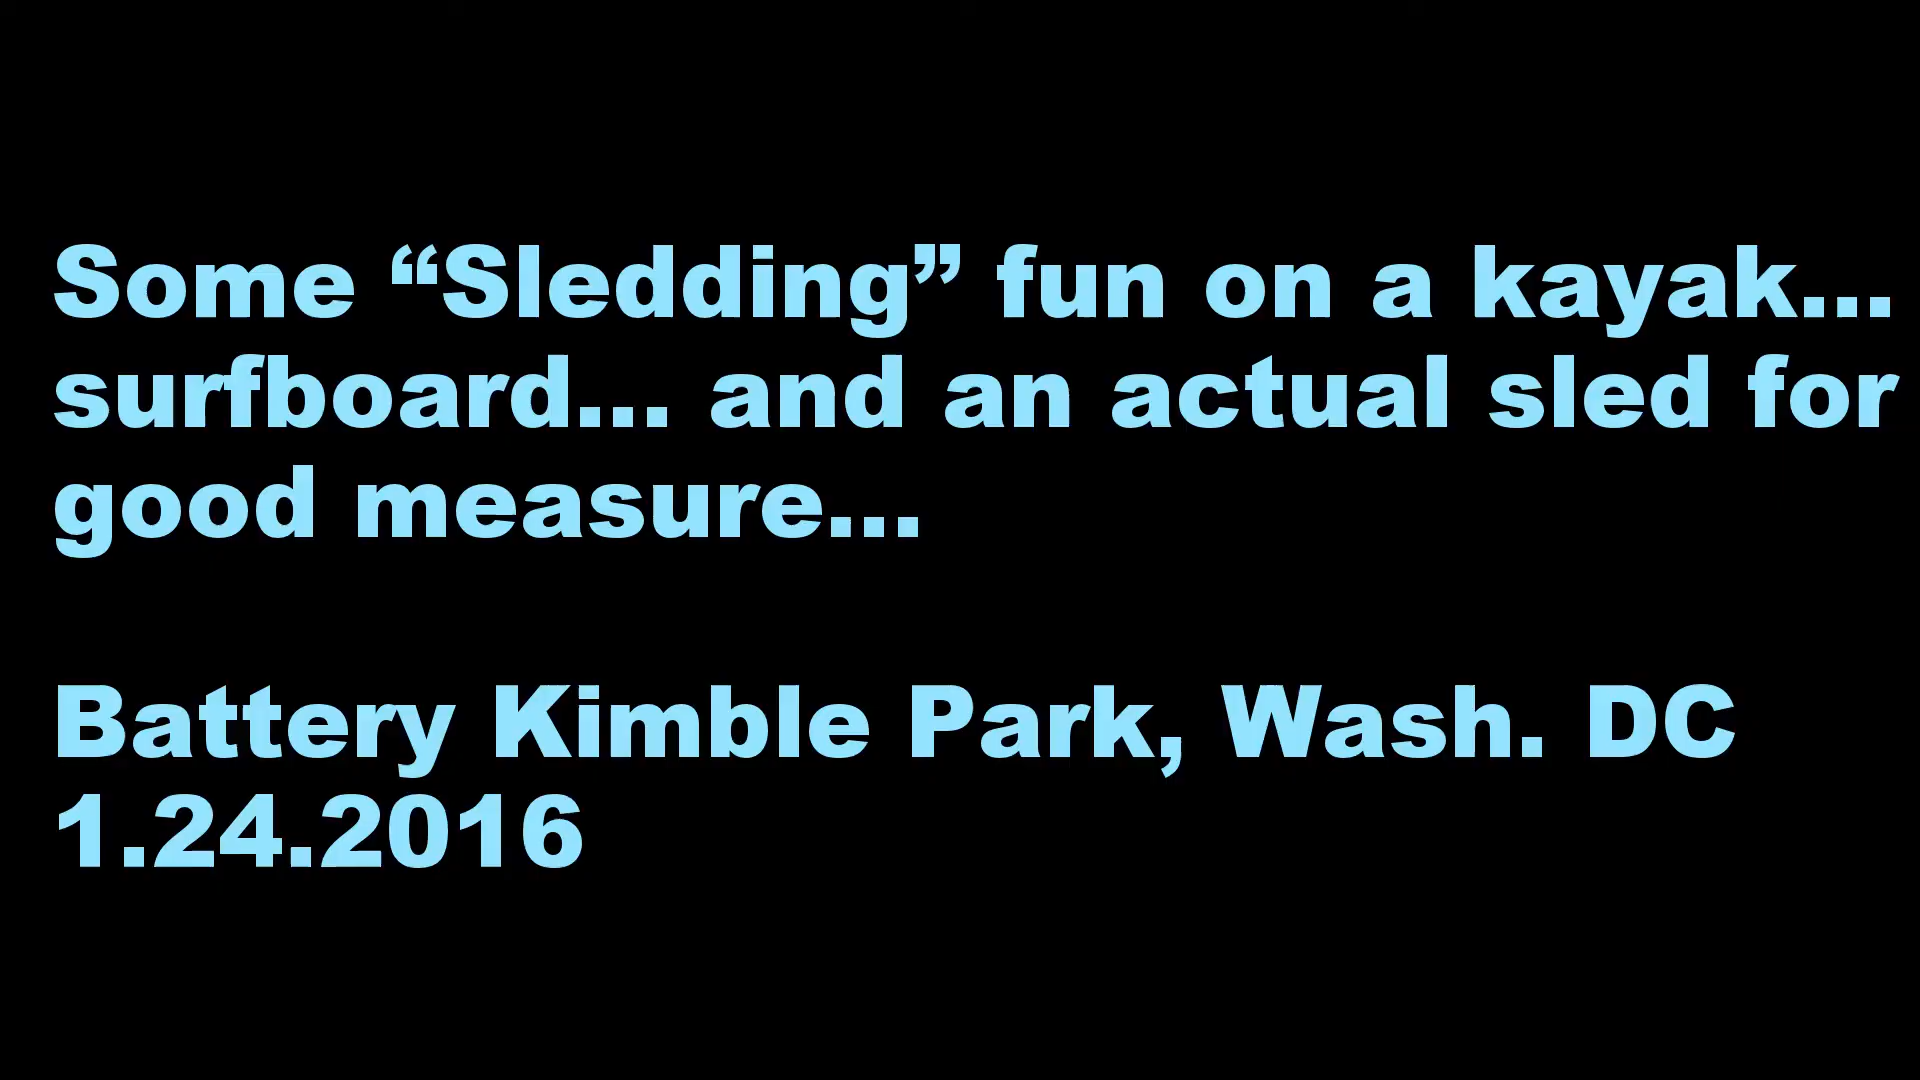 Some “Sledding” fun on a kayak...
surfboard... and an actual sled for
good measure...
Battery Kimble Park, Wash. DC
1.24.2016